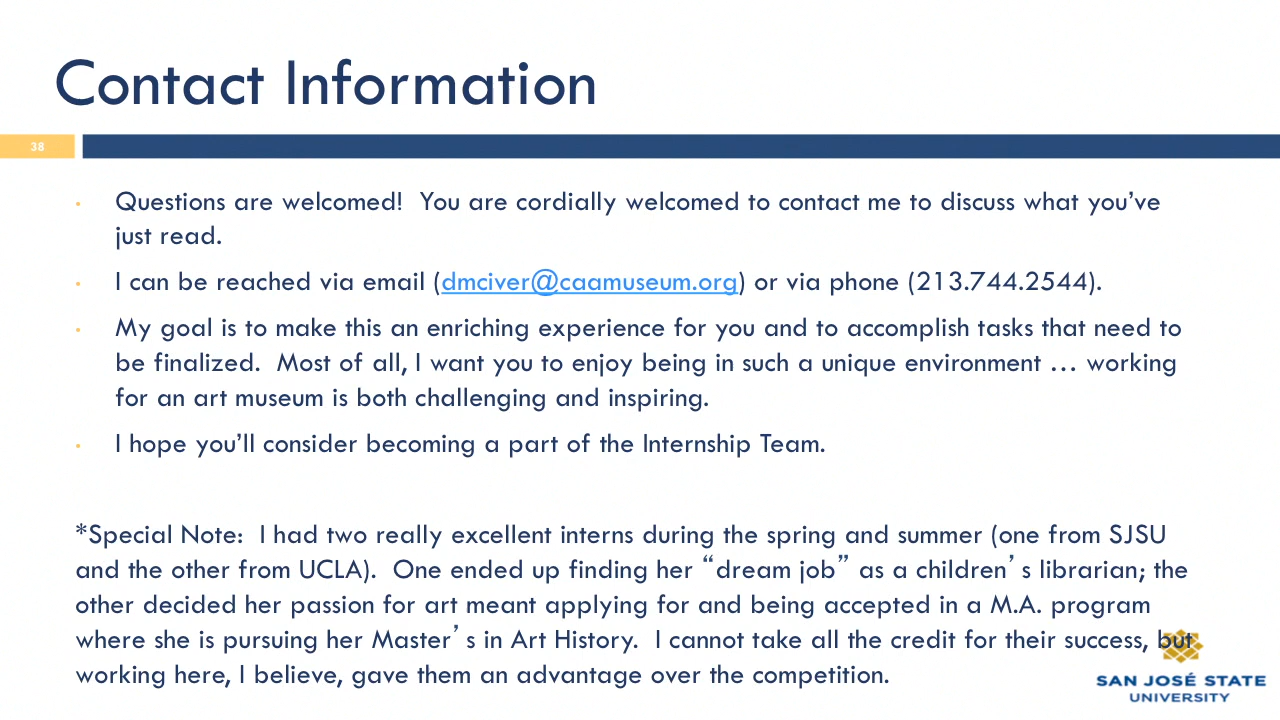 Contact Information
38
• Questions are welcomed!  You are cordially welcomed to contact me to discuss what you’ve
just read.
• I can be reached via email (dmciver@caamuseum.org) or via phone (213.744.2544).
• My goal is to make this an enriching experience for you and to accomplish tasks that need to
be finalized.  Most of all, I want you to enjoy being in such a unique environment … working
for an art museum is both challenging and inspiring.
• I hope you’ll consider becoming a part of the Internship Team.
*Special Note:  I had two really excellent interns during the spring and summer (one from SJSU
and the other from UCLA).  One ended up finding her “dream job” as a children’s librarian; the
other decided her passion for art meant applying for and being accepted in a M.A. program
where she is pursuing her Master’s in Art History.  I cannot take all the credit for their success, but
working here, I believe, gave them an advantage over the competition.
SAN JOSÉ STATE
UNIVERSITY